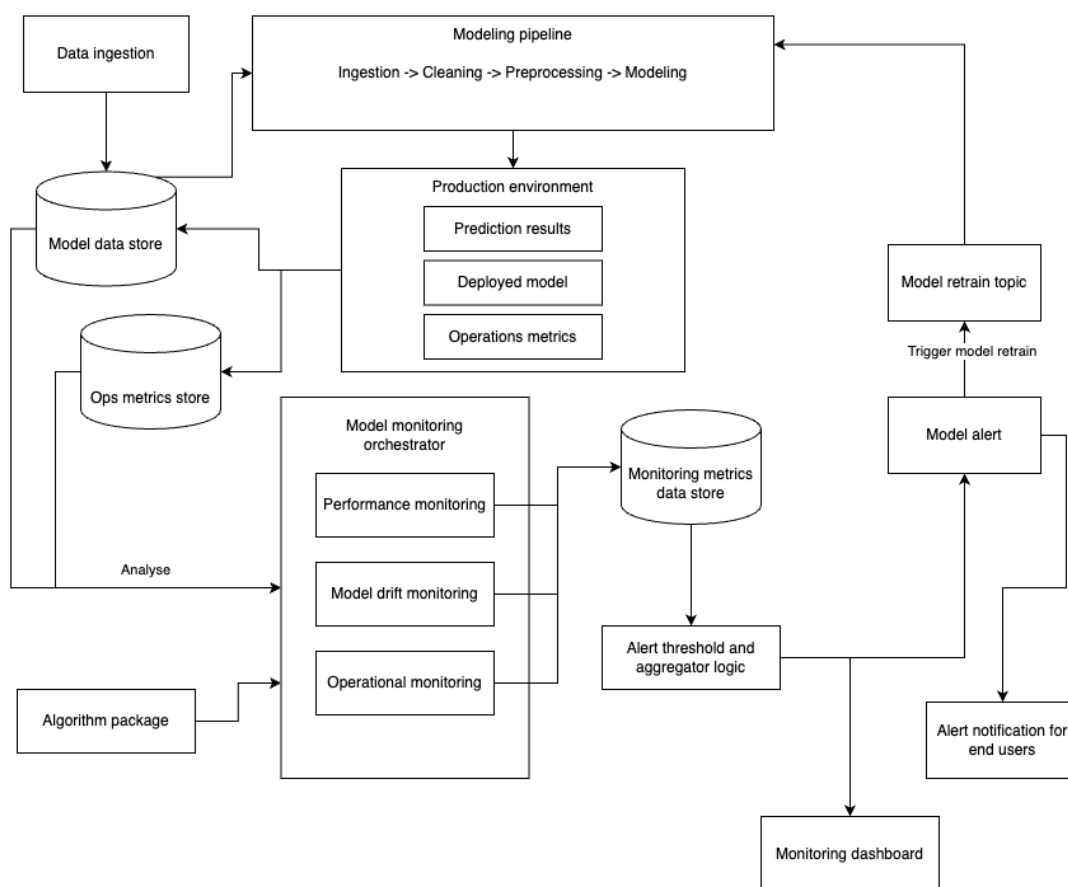 Data ingestion
Modeling pipeline
Ingestion -> Cleaning -> Preprocessing -> Modeling
Production environment
Prediction results
Deployed model
Operations metrics
Model data store
Ops metrics store
Model retrain topic
Trigger model retrain
Model alert
Model monitoring
orchestrator
Performance monitoring
Model drift monitoring
Operational monitoring
Monitoring metrics
data store
Analyse
Algorithm package
Alert threshold and
aggregator logic
Alert notification for
end users
Monitoring dashboard